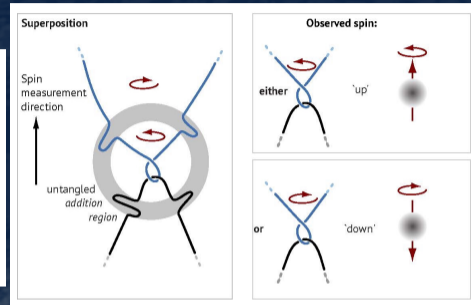 Superposition
Spin
measurement
direction
untangled
addition
region
Observed spin:
either
'up'
or
'down'